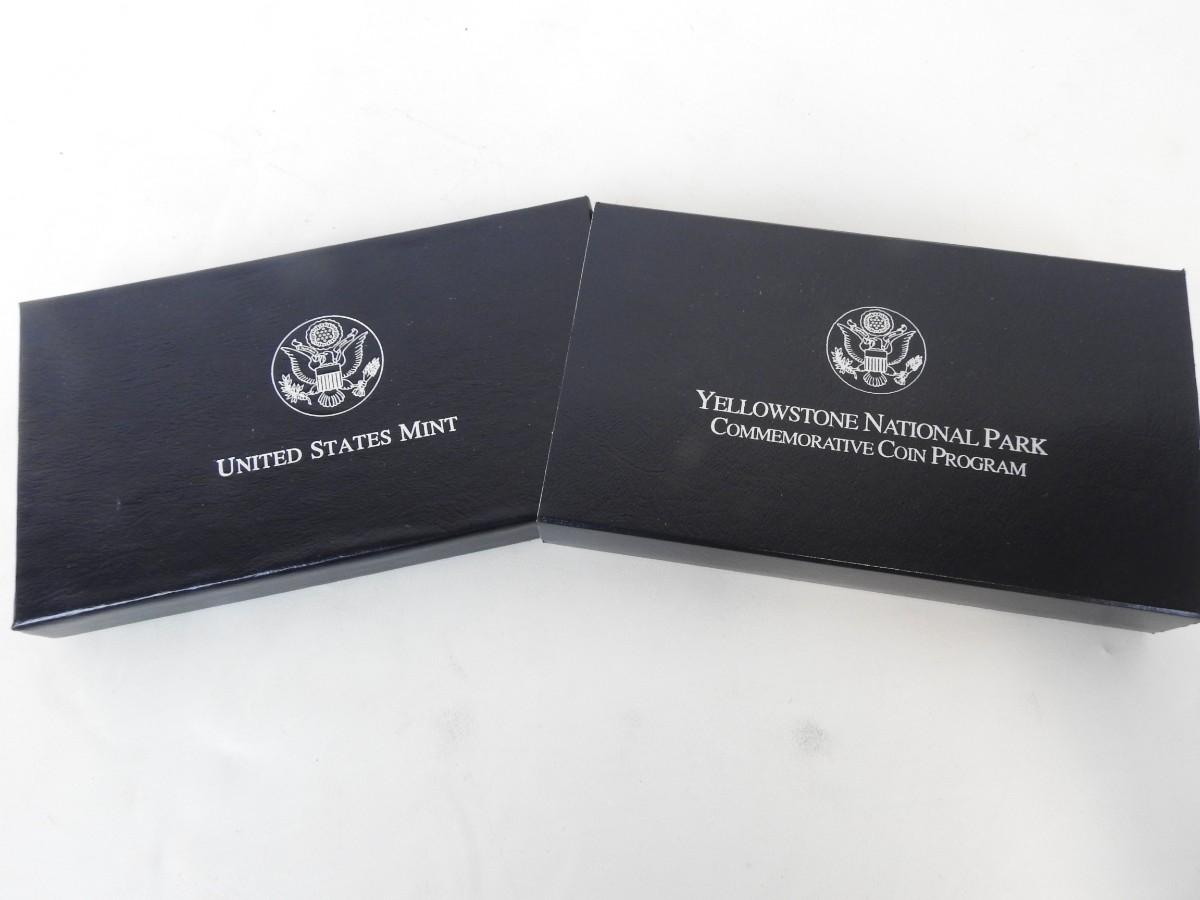 UNITED STATES MINT
YELLOWSTONE NATIONAL PARK
COMMEMORATIVE COIN PROGRAM